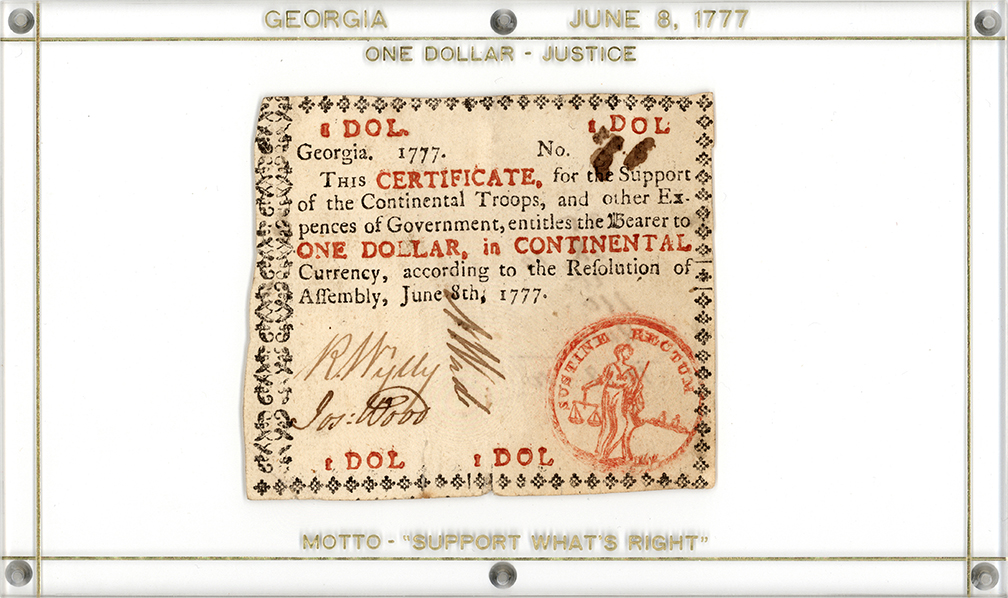 GEORGIA JUNE 8, 1777
ONE DOLLAR - JUSTICE
1 DOL. 1 DOL
Georgia. 1777. No.
THIS CERTIFICATE, for the Support
of the Continental Troops, and other Ex-
pences of Government, entitles the Bearer to
ONE DOLLAR, in CONTINENTAL
Currency, according to the Reſolution of
Aſſembly, June 8th, 1777.
R Wylly
Jos: Wood
SUSTINE RECTUM
1 DOL 1 DOL
MOTTO - "SUPPORT WHAT'S RIGHT"